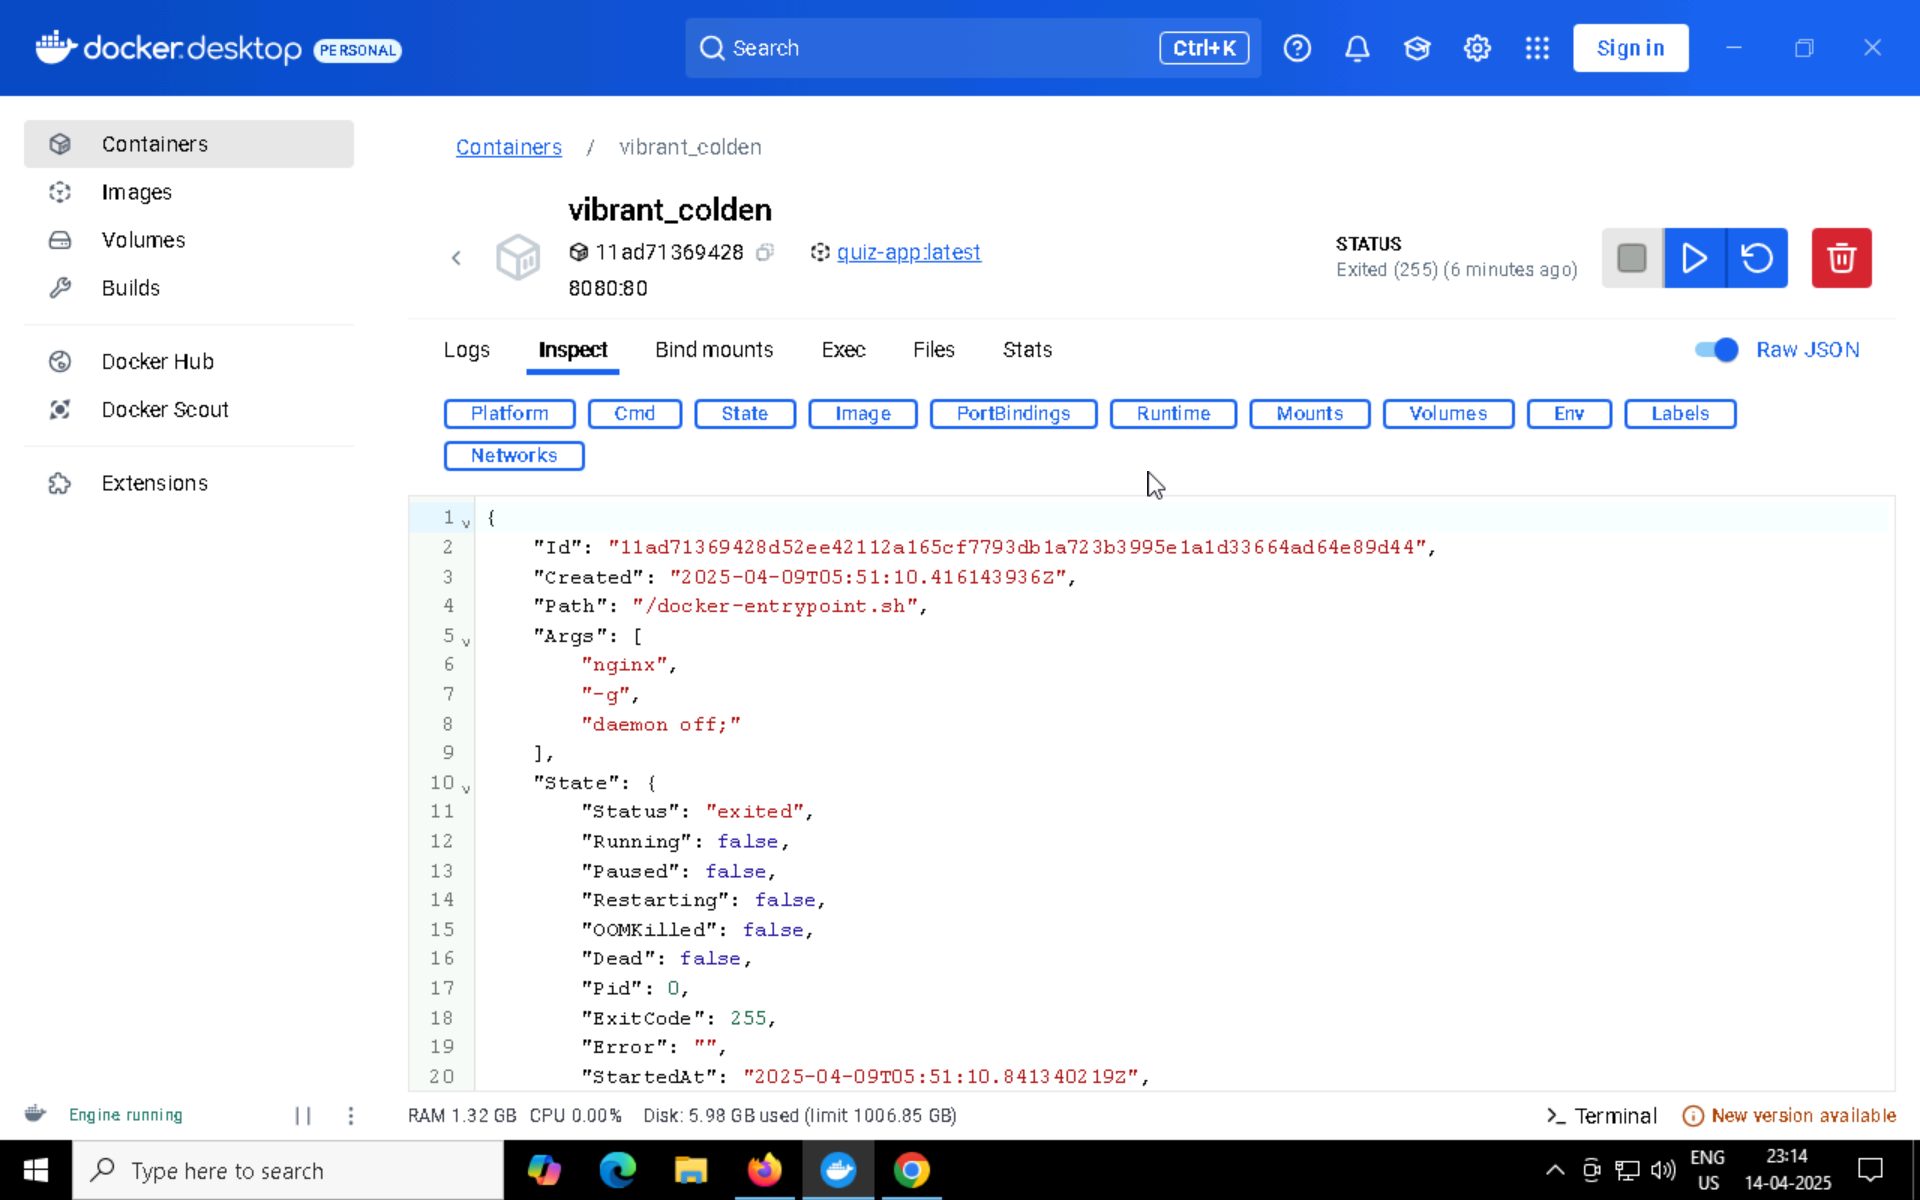 docker.desktop PERSONAL
Search
Ctrl+K
Sign in
Containers
Images
Volumes
Builds
Docker Hub
Docker Scout
Extensions
Containers / vibrant_colden
vibrant_colden
11ad71369428
quiz-app:latest
8080:80
STATUS
Exited (255) (6 minutes ago)
Logs
Inspect
Bind mounts
Exec
Files
Stats
Raw JSON
Platform
Cmd
State
Image
PortBindings
Runtime
Mounts
Volumes
Env
Labels
Networks
1 {
2 "Id": "11ad71369428d52ee42112a165cf7793db1a723b3995e1a1d33664ad64e89d44",
3 "Created": "2025-04-09T05:51:10.416143936Z",
4 "Path": "/docker-entrypoint.sh",
5 "Args": [
6 "nginx",
7 "-g",
8 "daemon off;"
9 ],
10 "State": {
11 "Status": "exited",
12 "Running": false,
13 "Paused": false,
14 "Restarting": false,
15 "OOMKilled": false,
16 "Dead": false,
17 "Pid": 0,
18 "ExitCode": 255,
19 "Error": "",
20 "StartedAt": "2025-04-09T05:51:10.841340219Z",
Engine running
RAM 1.32 GB CPU 0.00% Disk: 5.98 GB used (limit 1006.85 GB)
Terminal
New version available
Type here to search
ENG
US
23:14
14-04-2025